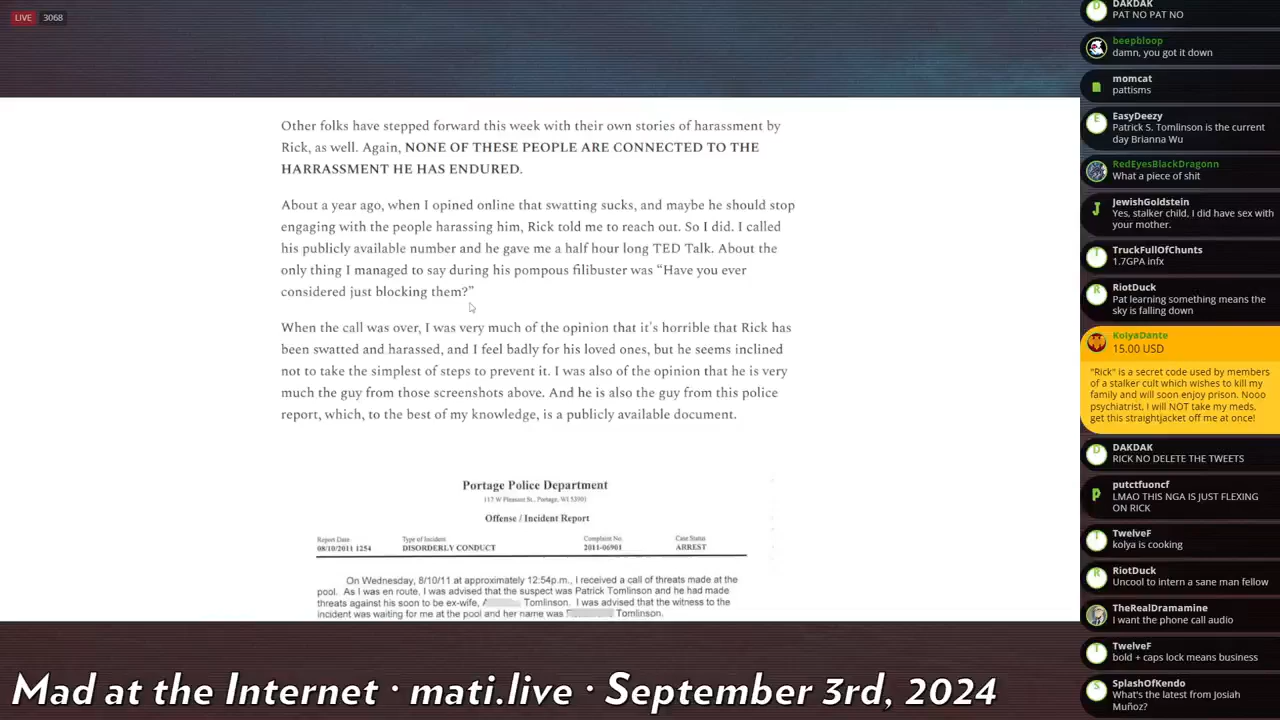 LIVE 3068
Other folks have stepped forward this week with their own stories of harassment by
Rick, as well. Again, NONE OF THESE PEOPLE ARE CONNECTED TO THE
HARRASSMENT HE HAS ENDURED.
About a year ago, when I opined online that swatting sucks, and maybe he should stop
engaging with the people harassing him, Rick told me to reach out. So I did. I called
his publicly available number and he gave me a half hour long TED Talk. About the
only thing I managed to say during his pompous filibuster was “Have you ever
considered just blocking them?”
When the call was over, I was very much of the opinion that it's horrible that Rick has
been swatted and harassed, and I feel badly for his loved ones, but he seems inclined
not to take the simplest of steps to prevent it. I was also of the opinion that he is very
much the guy from those screenshots above. And he is also the guy from this police
report, which, to the best of my knowledge, is a publicly available document.
Portage Police Department
117 W Pleasant St., Portage, WI 53901
Offense / Incident Report
Report Date Type of Incident Complaint No. Case Status
08/10/2011 1254 DISORDERLY CONDUCT 2011-06901 ARREST
On Wednesday, 8/10/11 at approximately 12:54p.m., I received a call of threats made at the
pool. As I was en route, I was advised that the suspect was Patrick Tomlinson and he had made
threats against his soon to be ex-wife, A Tomlinson. I was advised that the witness to the
incident was waiting for me at the pool and her name was Tomlinson.
Mad at the Internet · mati.live · September 3rd, 2024
D
DAKDAK
PAT NO PAT NO
beepbloop
damn, you got it down
m
momcat
pattisms
E
EasyDeezy
Patrick S. Tomlinson is the current
day Brianna Wu
RedEyesBlackDragonn
What a piece of shit
J
JewishGoldstein
Yes, stalker child, I did have sex with
your mother.
T
TruckFullOfChunts
1.7GPA infx
R
RiotDuck
Pat learning something means the
sky is falling down
KolyaDante
15.00 USD
"Rick" is a secret code used by members
of a stalker cult which wishes to kill my
family and will soon enjoy prison. Nooo
psychiatrist, I will NOT take my meds,
get this straightjacket off me at once!
D
DAKDAK
RICK NO DELETE THE TWEETS
p
putctfuoncf
LMAO THIS NGA IS JUST FLEXING
ON RICK
T
TwelveF
kolya is cooking
R
RiotDuck
Uncool to intern a sane man fellow
TheRealDramamine
I want the phone call audio
T
TwelveF
bold + caps lock means business
S
SplashOfKendo
What's the latest from Josiah
Muñoz?